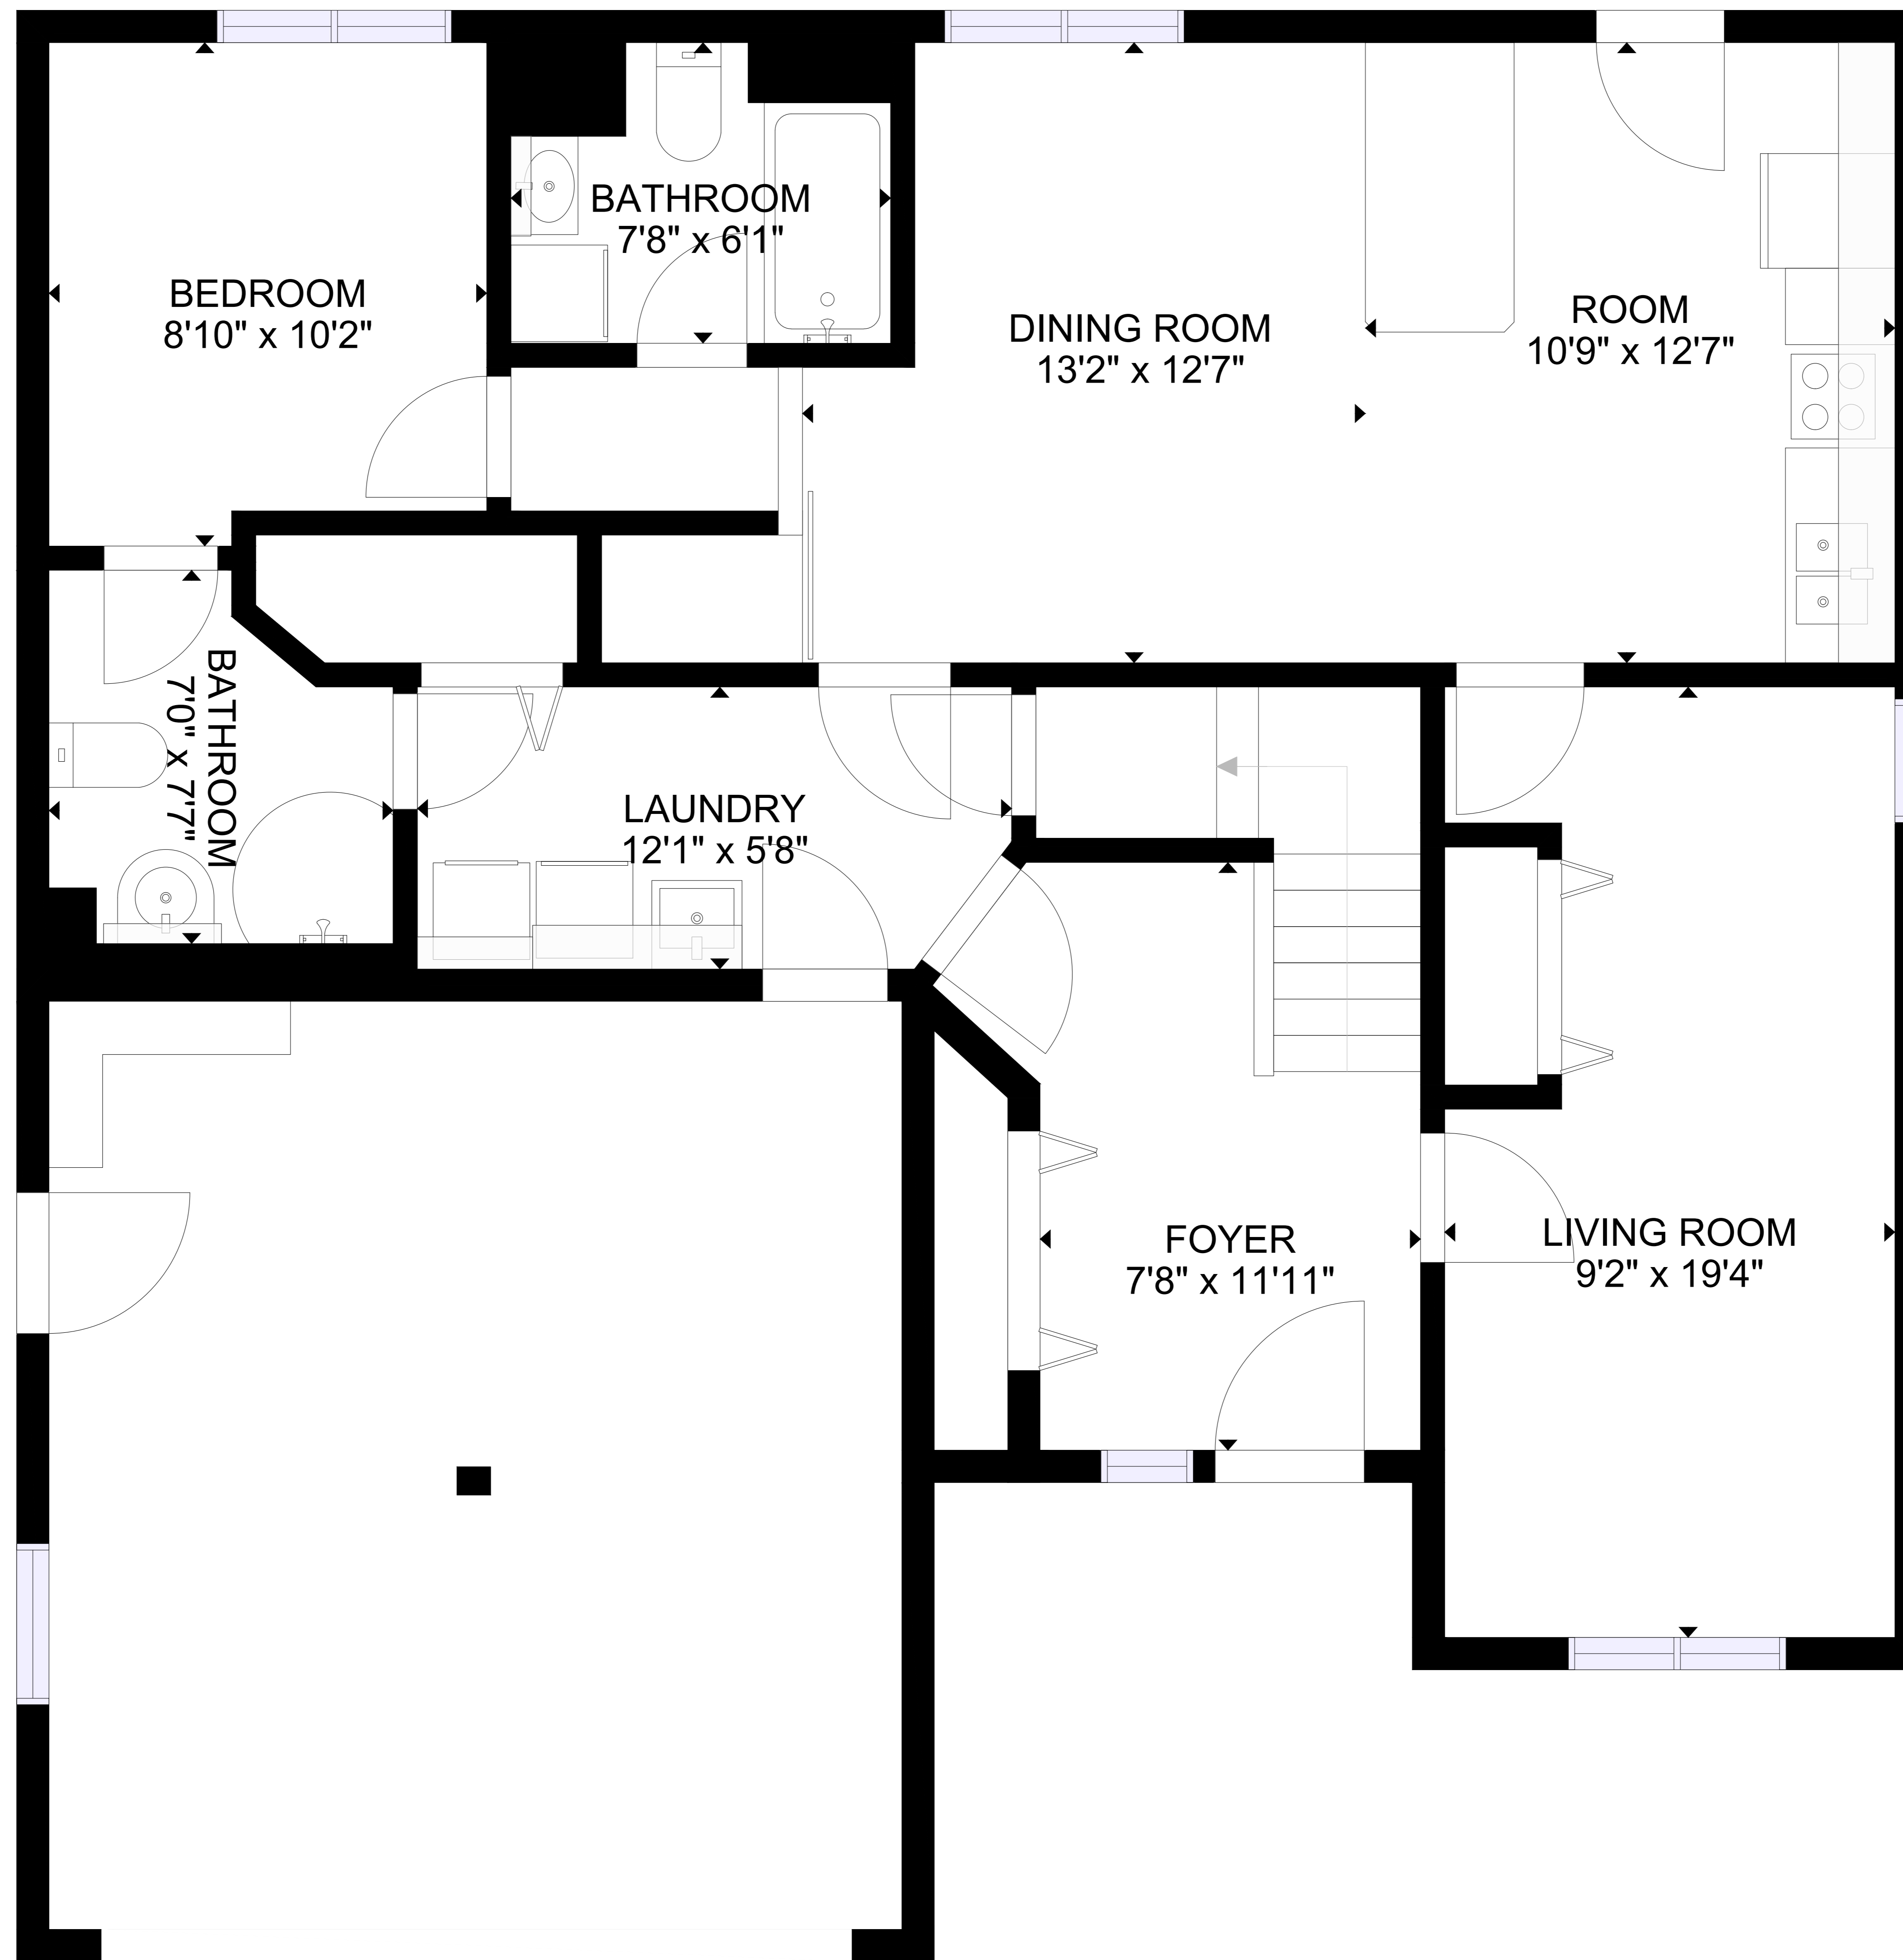 BATHROOM
7'8" x 6'1"
BEDROOM
8'10" x 10'2"
DINING ROOM
13'2" x 12'7"
ROOM
10'9" x 12'7"
BATHROOM
7'0" x 7'7"
LAUNDRY
12'1" x 5'8"
FOYER
7'8" x 11'11"
LIVING ROOM
9'2" x 19'4"